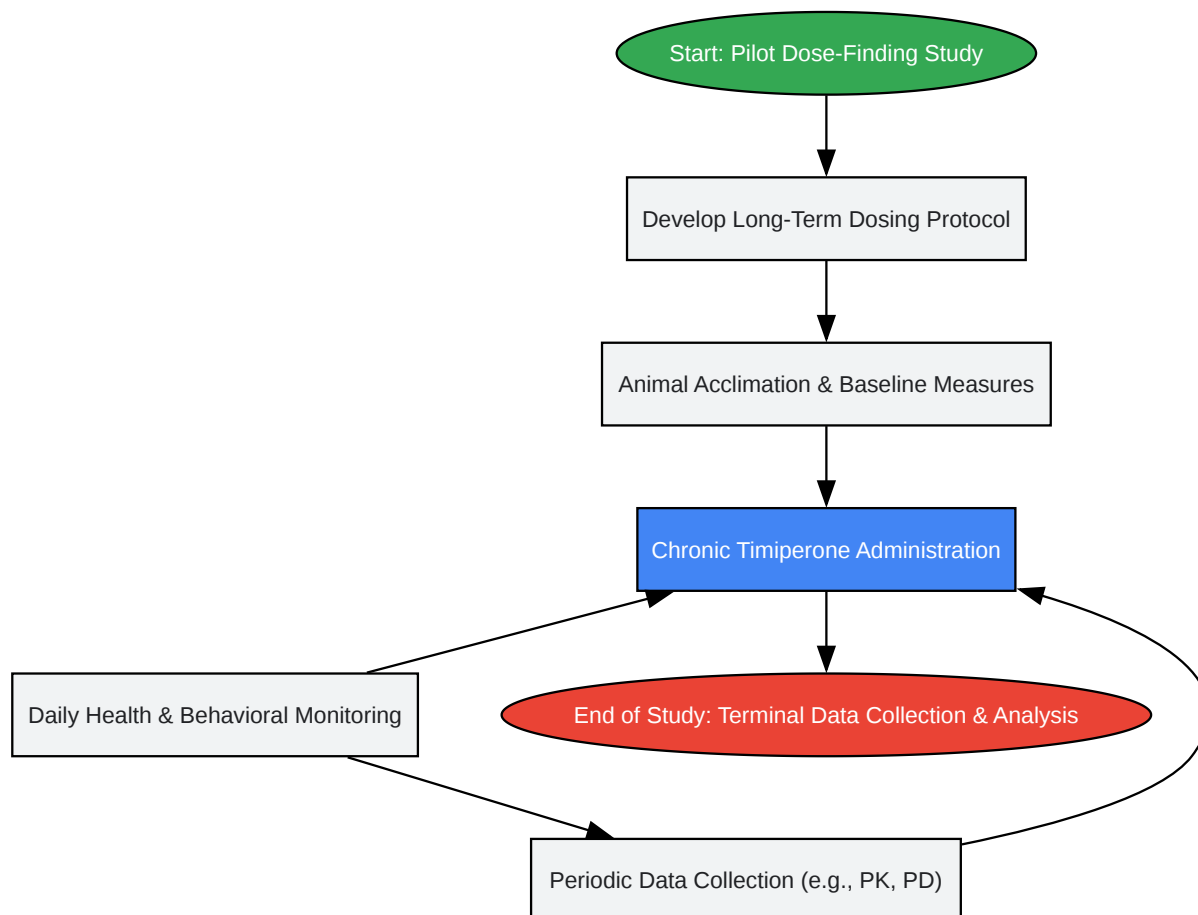 Start: Pilot Dose-Finding Study
Develop Long-Term Dosing Protocol
Animal Acclimation & Baseline Measures
Chronic Timiperone Administration
Daily Health & Behavioral Monitoring
End of Study: Terminal Data Collection & Analysis
Periodic Data Collection (e.g., PK, PD)